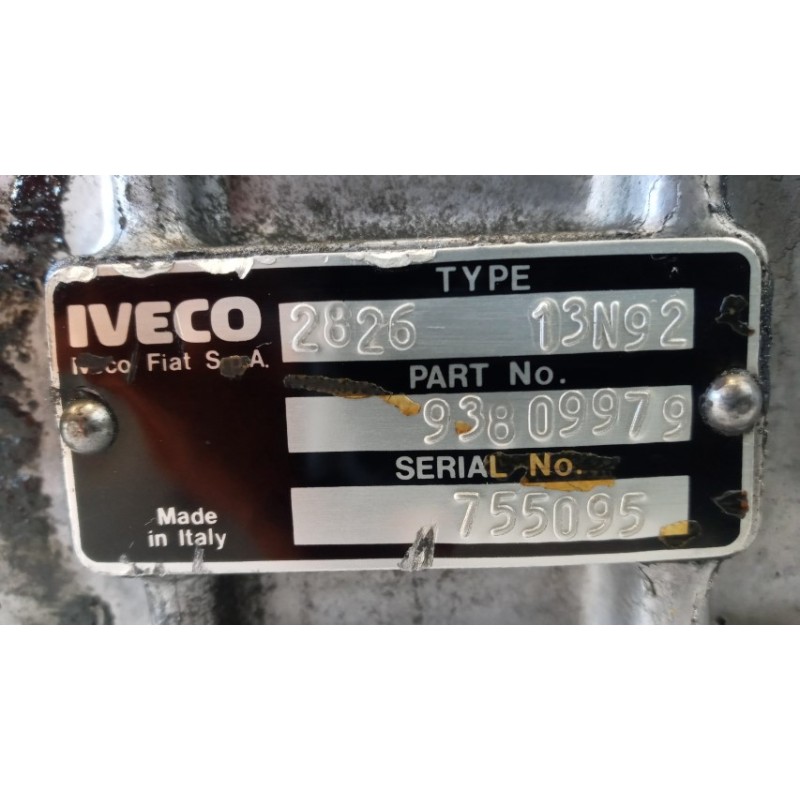 TYPE
IVECO 2826 13N92
Iveco Fiat S.p.A.
PART No.
93809979
SERIAL No.
755095
Made
in Italy